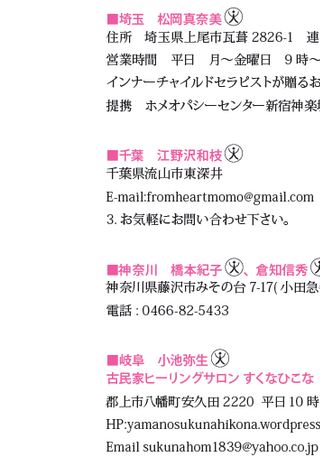 ■埼玉　松岡真奈美
住所　埼玉県上尾市瓦葺 2826-1　連
営業時間　平日　月〜金曜日　9 時〜
インナーチャイルドセラピストが贈るお
提携　ホメオパシーセンター新宿神楽
■千葉　江野沢和枝
千葉県流山市東深井
E-mail:fromheartmomo@gmail.com
3. お気軽にお問い合わせ下さい。
■神奈川　橋本紀子 、倉知信秀
神奈川県藤沢市みその台 7-17( 小田急
電話 : 0466-82-5433
■岐阜　小池弥生
古民家ヒーリングサロン すくなひこな
郡上市八幡町安久田 2220  平日 10 時
HP:yamanosukunahikona.wordpress
Email sukunahom1839@yahoo.co.jp